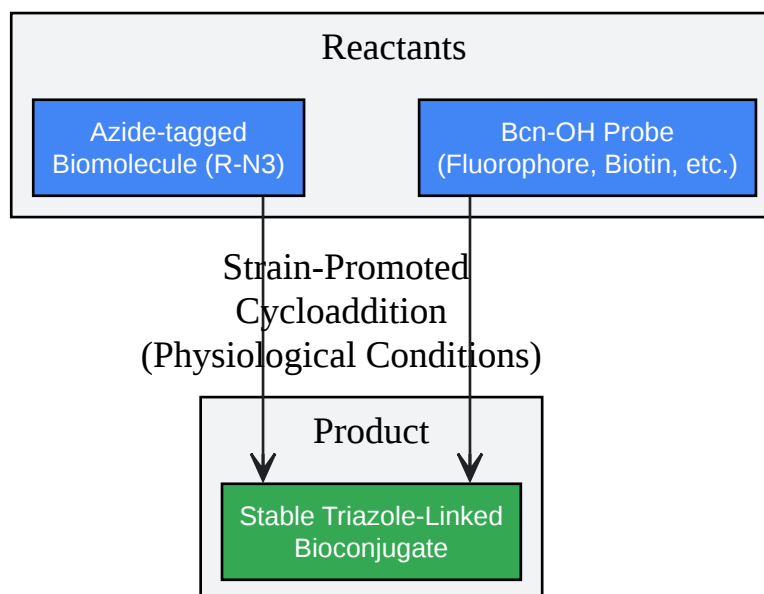 Reactants
Azide-tagged
Biomolecule (R-N3)
Bcn-OH Probe
(Fluorophore, Biotin, etc.)
Strain-Promoted
Cycloaddition
(Physiological Conditions)
Product
Stable Triazole-Linked
Bioconjugate